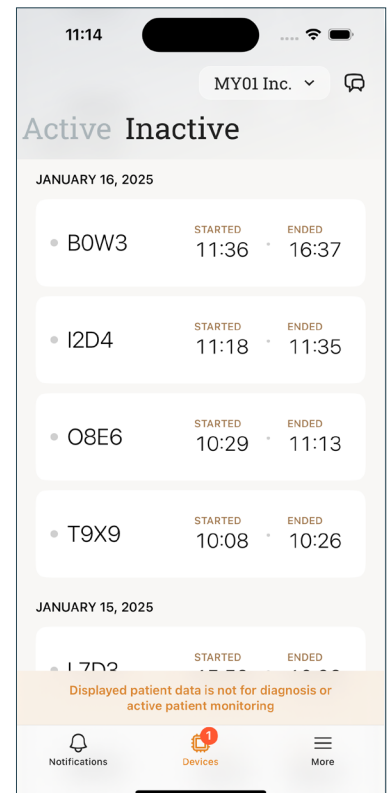 11:14
MY01 Inc.
Active Inactive
JANUARY 16, 2025
STARTED ENDED
B0W3 11:36 16:37
STARTED ENDED
I2D4 11:18 11:35
STARTED ENDED
O8E6 10:29 11:13
STARTED ENDED
T9X9 10:08 10:26
JANUARY 15, 2025
STARTED ENDED
Displayed patient data is not for diagnosis or
active patient monitoring
1
Notifications Devices More